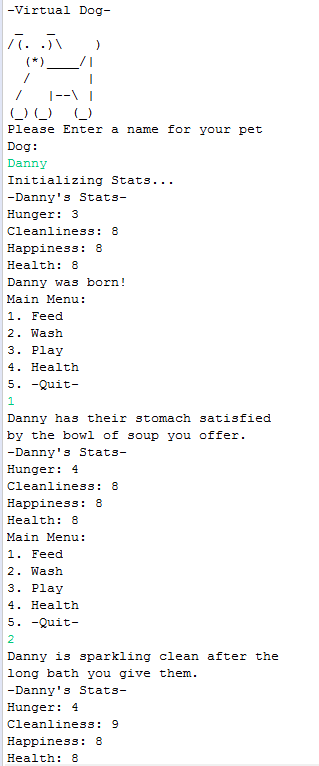 -Virtual Dog-
 _   _
/(. .)\    )
  (*)____/|
  /       |
 /   |--\ |
(_)(_)  (_)
Please Enter a name for your pet
Dog:
Danny
Initializing Stats...
-Danny's Stats-
Hunger: 3
Cleanliness: 8
Happiness: 8
Health: 8
Danny was born!
Main Menu:
1. Feed
2. Wash
3. Play
4. Health
5. -Quit-
1
Danny has their stomach satisfied
by the bowl of soup you offer.
-Danny's Stats-
Hunger: 4
Cleanliness: 8
Happiness: 8
Health: 8
Main Menu:
1. Feed
2. Wash
3. Play
4. Health
5. -Quit-
2
Danny is sparkling clean after the
long bath you give them.
-Danny's Stats-
Hunger: 4
Cleanliness: 9
Happiness: 8
Health: 8